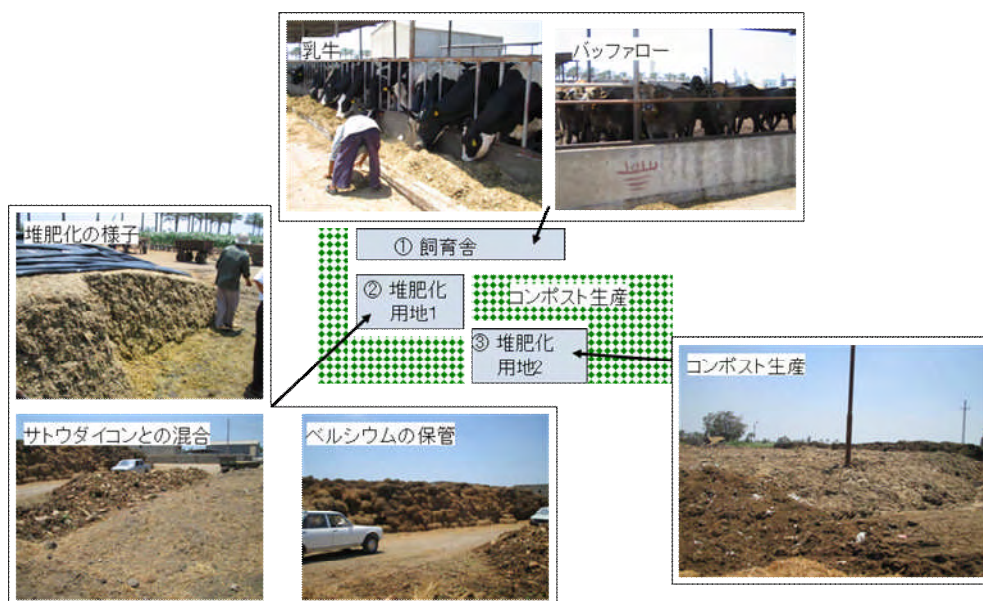 乳牛
バッファロー
堆肥化の様子
① 飼育舎
② 堆肥化
用地1
コンポスト生産
③ 堆肥化
用地2
コンポスト生産
サトウダイコンとの混合
ベルシウムの保管